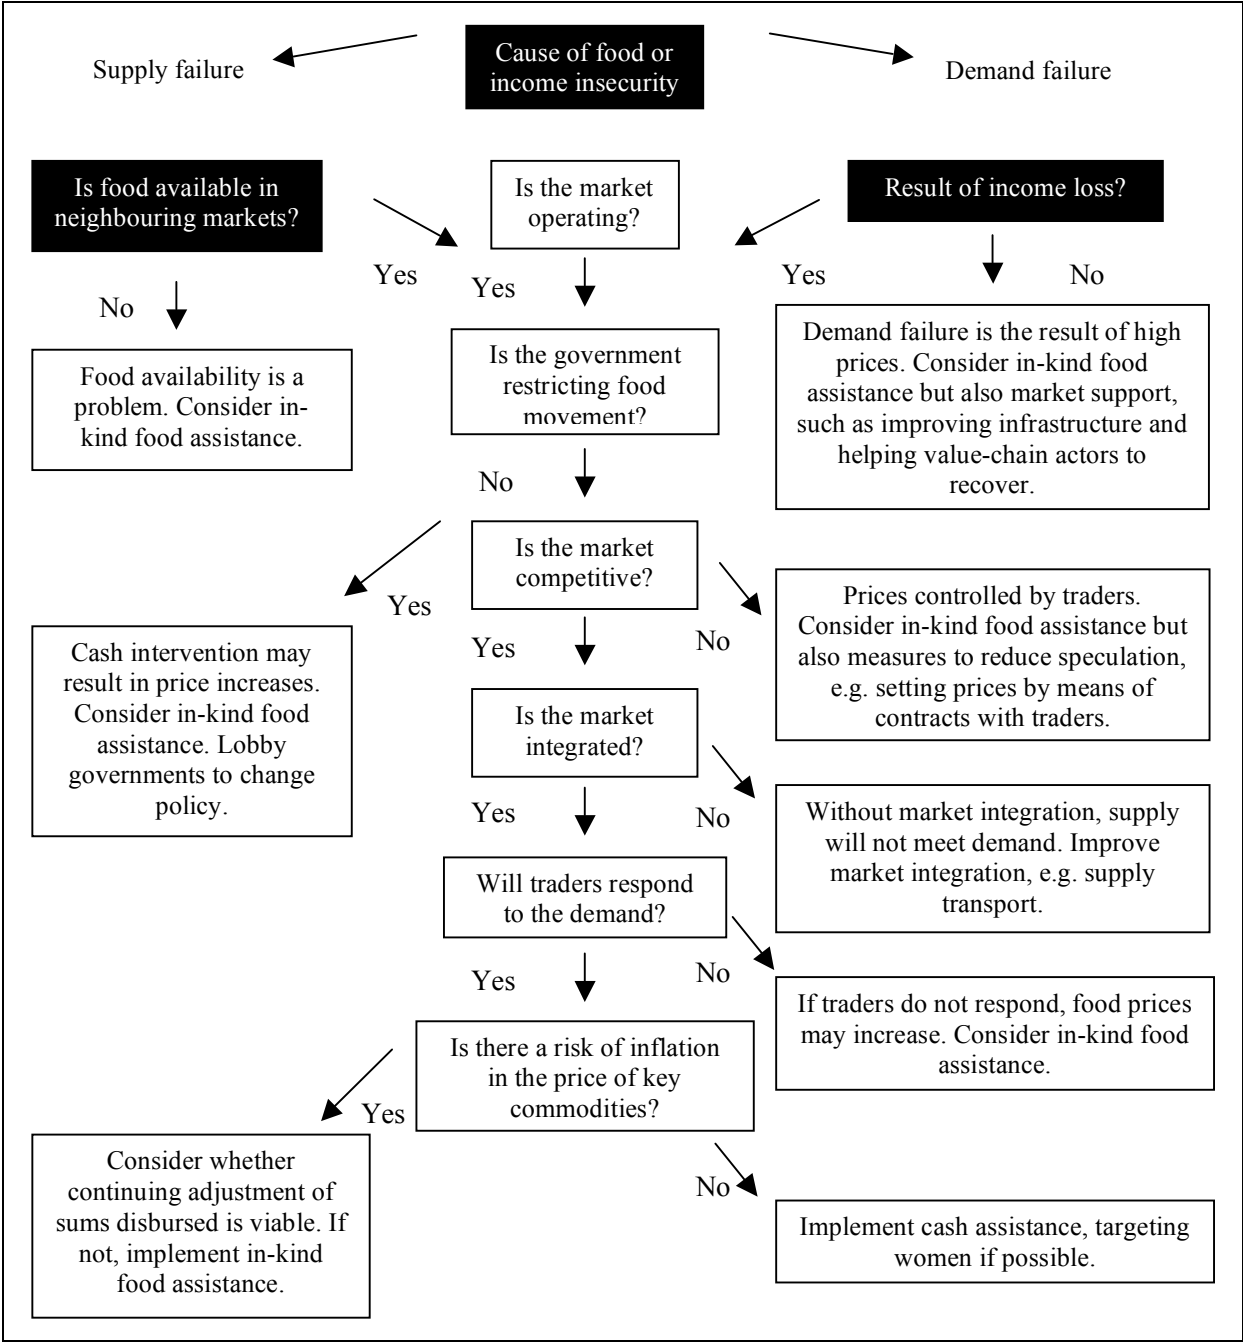 Cause of food or
income insecurity
Supply failure
Demand failure
Is food available in
neighbouring markets?
Is the market
operating?
Result of income loss?
Yes
Yes
Yes
No
No
Food availability is a
problem. Consider in-
kind food assistance.
Is the government
restricting food
movement?
Demand failure is the result of high
prices. Consider in-kind food
assistance but also market support,
such as improving infrastructure and
helping value-chain actors to
recover.
No
Yes
Is the market
competitive?
Cash intervention may
result in price increases.
Consider in-kind food
assistance. Lobby
governments to change
policy.
Yes
No
Prices controlled by traders.
Consider in-kind food assistance but
also measures to reduce speculation,
e.g. setting prices by means of
contracts with traders.
Is the market
integrated?
Yes
No
Without market integration, supply
will not meet demand. Improve
market integration, e.g. supply
transport.
Will traders respond
to the demand?
Yes
No
If traders do not respond, food prices
may increase. Consider in-kind food
assistance.
Is there a risk of inflation
in the price of key
commodities?
Yes
No
Consider whether
continuing adjustment of
sums disbursed is viable. If
not, implement in-kind
food assistance.
Implement cash assistance, targeting
women if possible.